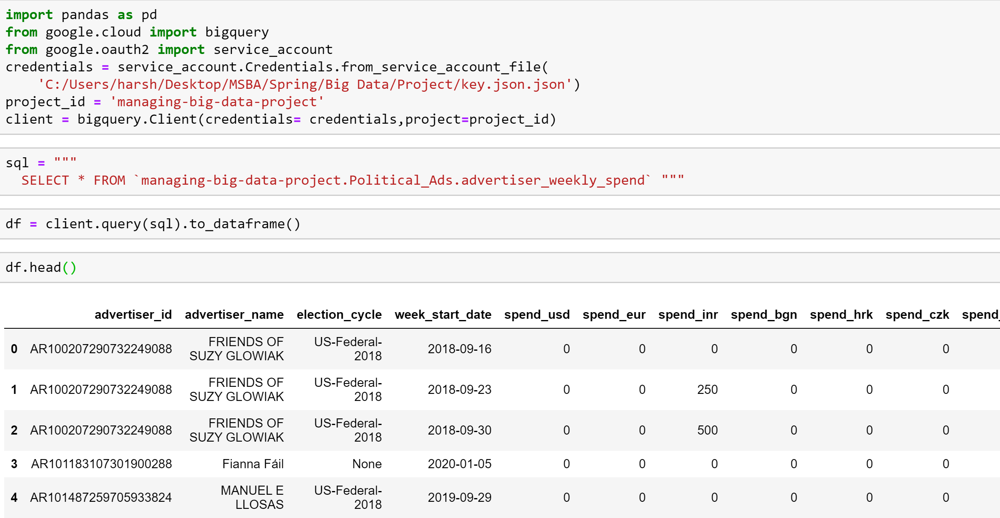 import pandas as pd
from google.cloud import bigquery
from google.oauth2 import service_account
credentials = service_account.Credentials.from_service_account_file(
    'C:/Users/harsh/Desktop/MSBA/Spring/Big Data/Project/key.json.json')
project_id = 'managing-big-data-project'
client = bigquery.Client(credentials= credentials,project=project_id)
sql = """
  SELECT * FROM `managing-big-data-project.Political_Ads.advertiser_weekly_spend` """
df = client.query(sql).to_dataframe()
df.head()
advertiser_id advertiser_name election_cycle week_start_date spend_usd spend_eur spend_inr spend_bgn spend_hrk spend_czk spend_
0 AR100207290732249088 FRIENDS OF SUZY GLOWIAK US-Federal-2018 2018-09-16 0 0 0 0 0 0
1 AR100207290732249088 FRIENDS OF SUZY GLOWIAK US-Federal-2018 2018-09-23 0 0 250 0 0 0
2 AR100207290732249088 FRIENDS OF SUZY GLOWIAK US-Federal-2018 2018-09-30 0 0 500 0 0 0
3 AR101183107301900288 Fianna Fáil None 2020-01-05 0 0 0 0 0 0
4 AR101487259705933824 MANUEL E LLOSAS US-Federal-2018 2019-09-29 0 0 0 0 0 0